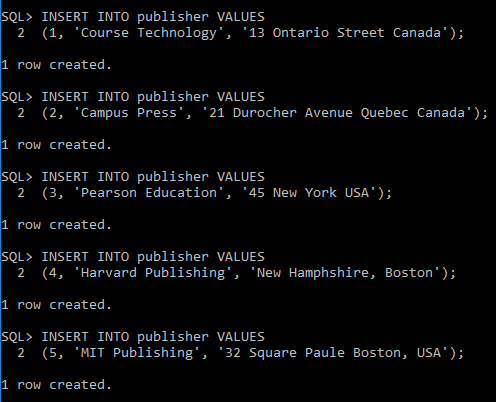 SQL> INSERT INTO publisher VALUES
2 (1, 'Course Technology', '13 Ontario Street Canada');
1 row created.
SQL> INSERT INTO publisher VALUES
2 (2, 'Campus Press', '21 Durocher Avenue Quebec Canada');
1 row created.
SQL> INSERT INTO publisher VALUES
2 (3, 'Pearson Education', '45 New York USA');
1 row created.
SQL> INSERT INTO publisher VALUES
2 (4, 'Harvard Publishing', 'New Hamphshire, Boston');
1 row created.
SQL> INSERT INTO publisher VALUES
2 (5, 'MIT Publishing', '32 Square Paule Boston, USA');
1 row created.